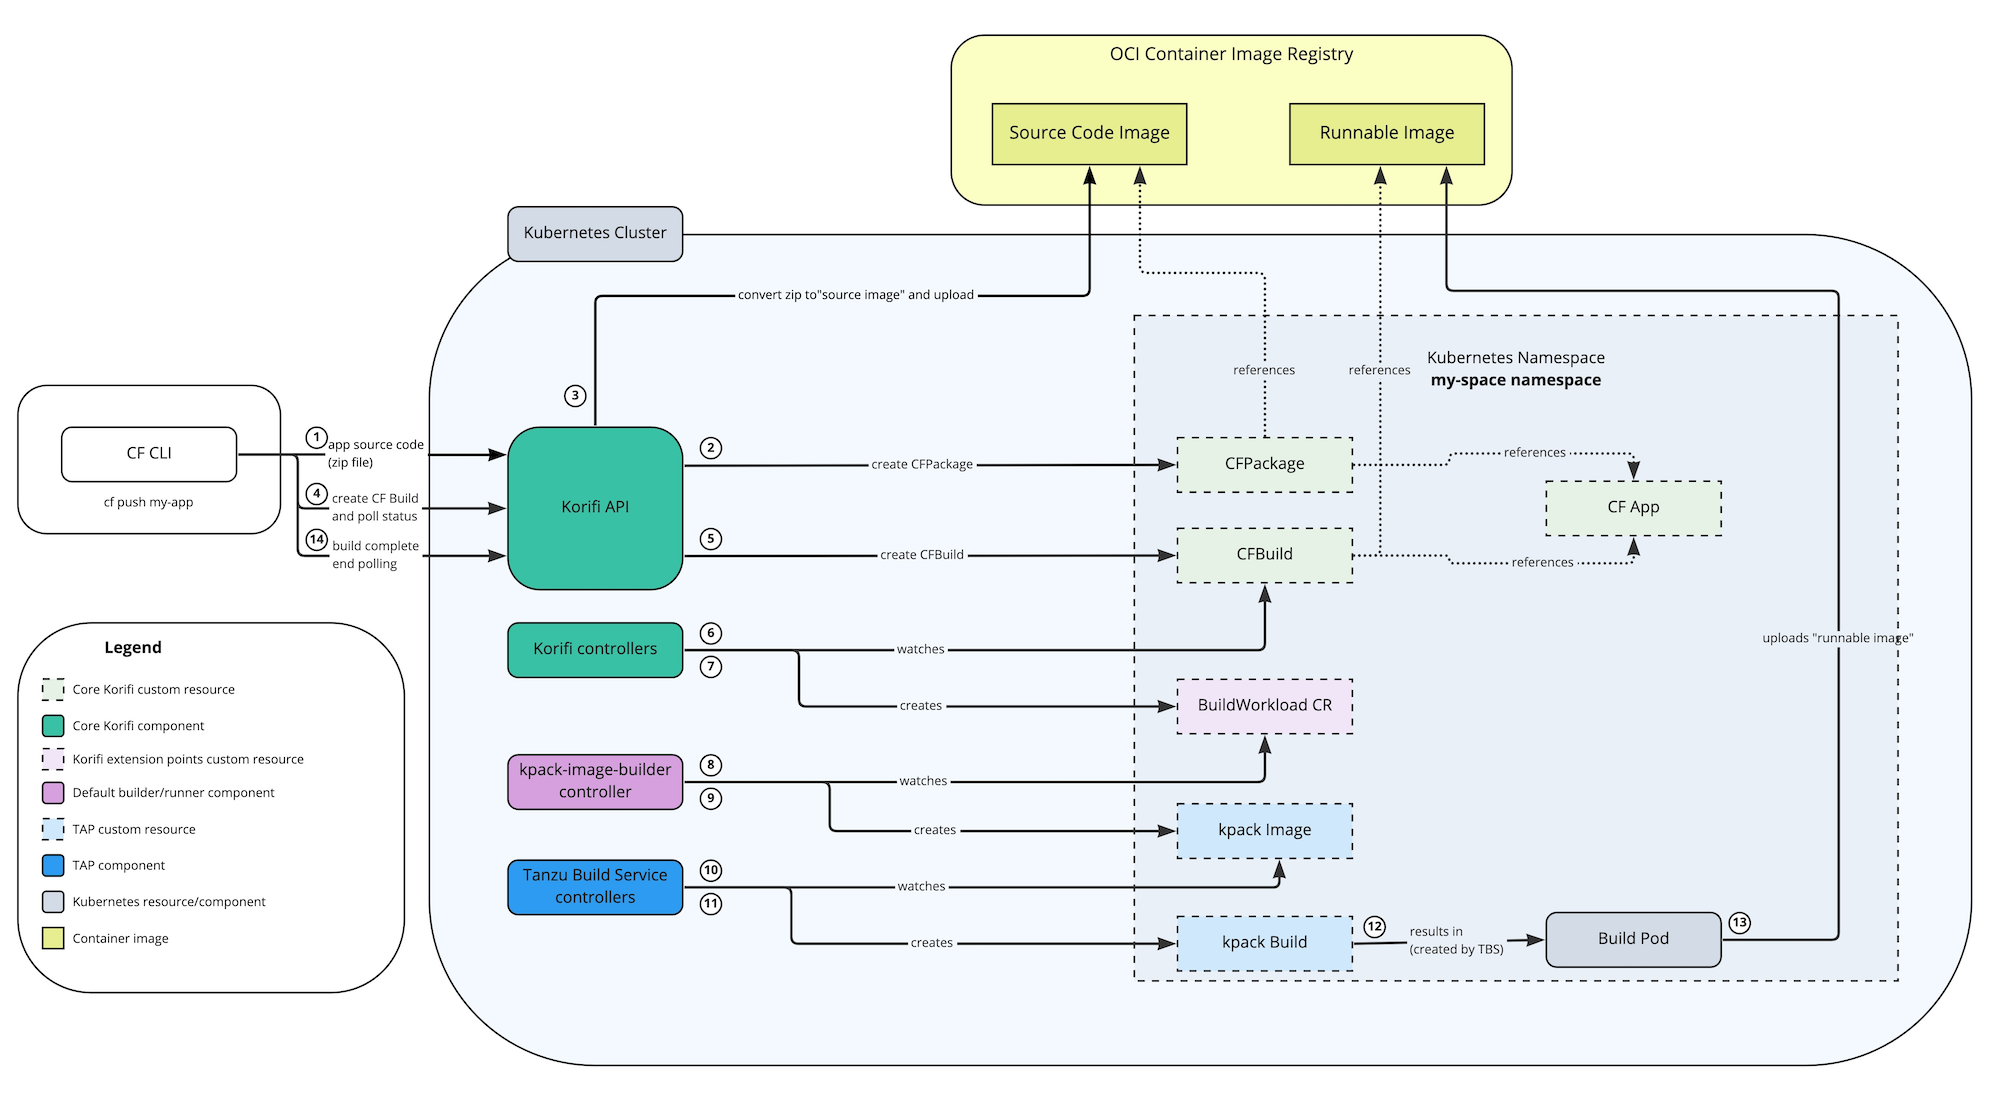 OCI Container Image Registry
Source Code Image
Runnable Image
Kubernetes Cluster
convert zip to"source image" and upload
Kubernetes Namespace
my-space namespace
references
references
3
CF CLI
cf push my-app
1
app source code
(zip file)
4
create CF Build
and poll status
14
build complete
end polling
Korifi API
2
create CFPackage
CFPackage
references
CF App
5
create CFBuild
CFBuild
references
Korifi controllers
6
7
watches
creates
BuildWorkload CR
uploads "runnable image"
kpack-image-builder
controller
8
9
watches
creates
kpack Image
Tanzu Build Service
controllers
10
11
watches
creates
kpack Build
12
results in
(created by TBS)
Build Pod
13
Legend
Core Korifi custom resource
Core Korifi component
Korifi extension points custom resource
Default builder/runner component
TAP custom resource
TAP component
Kubernetes resource/component
Container image